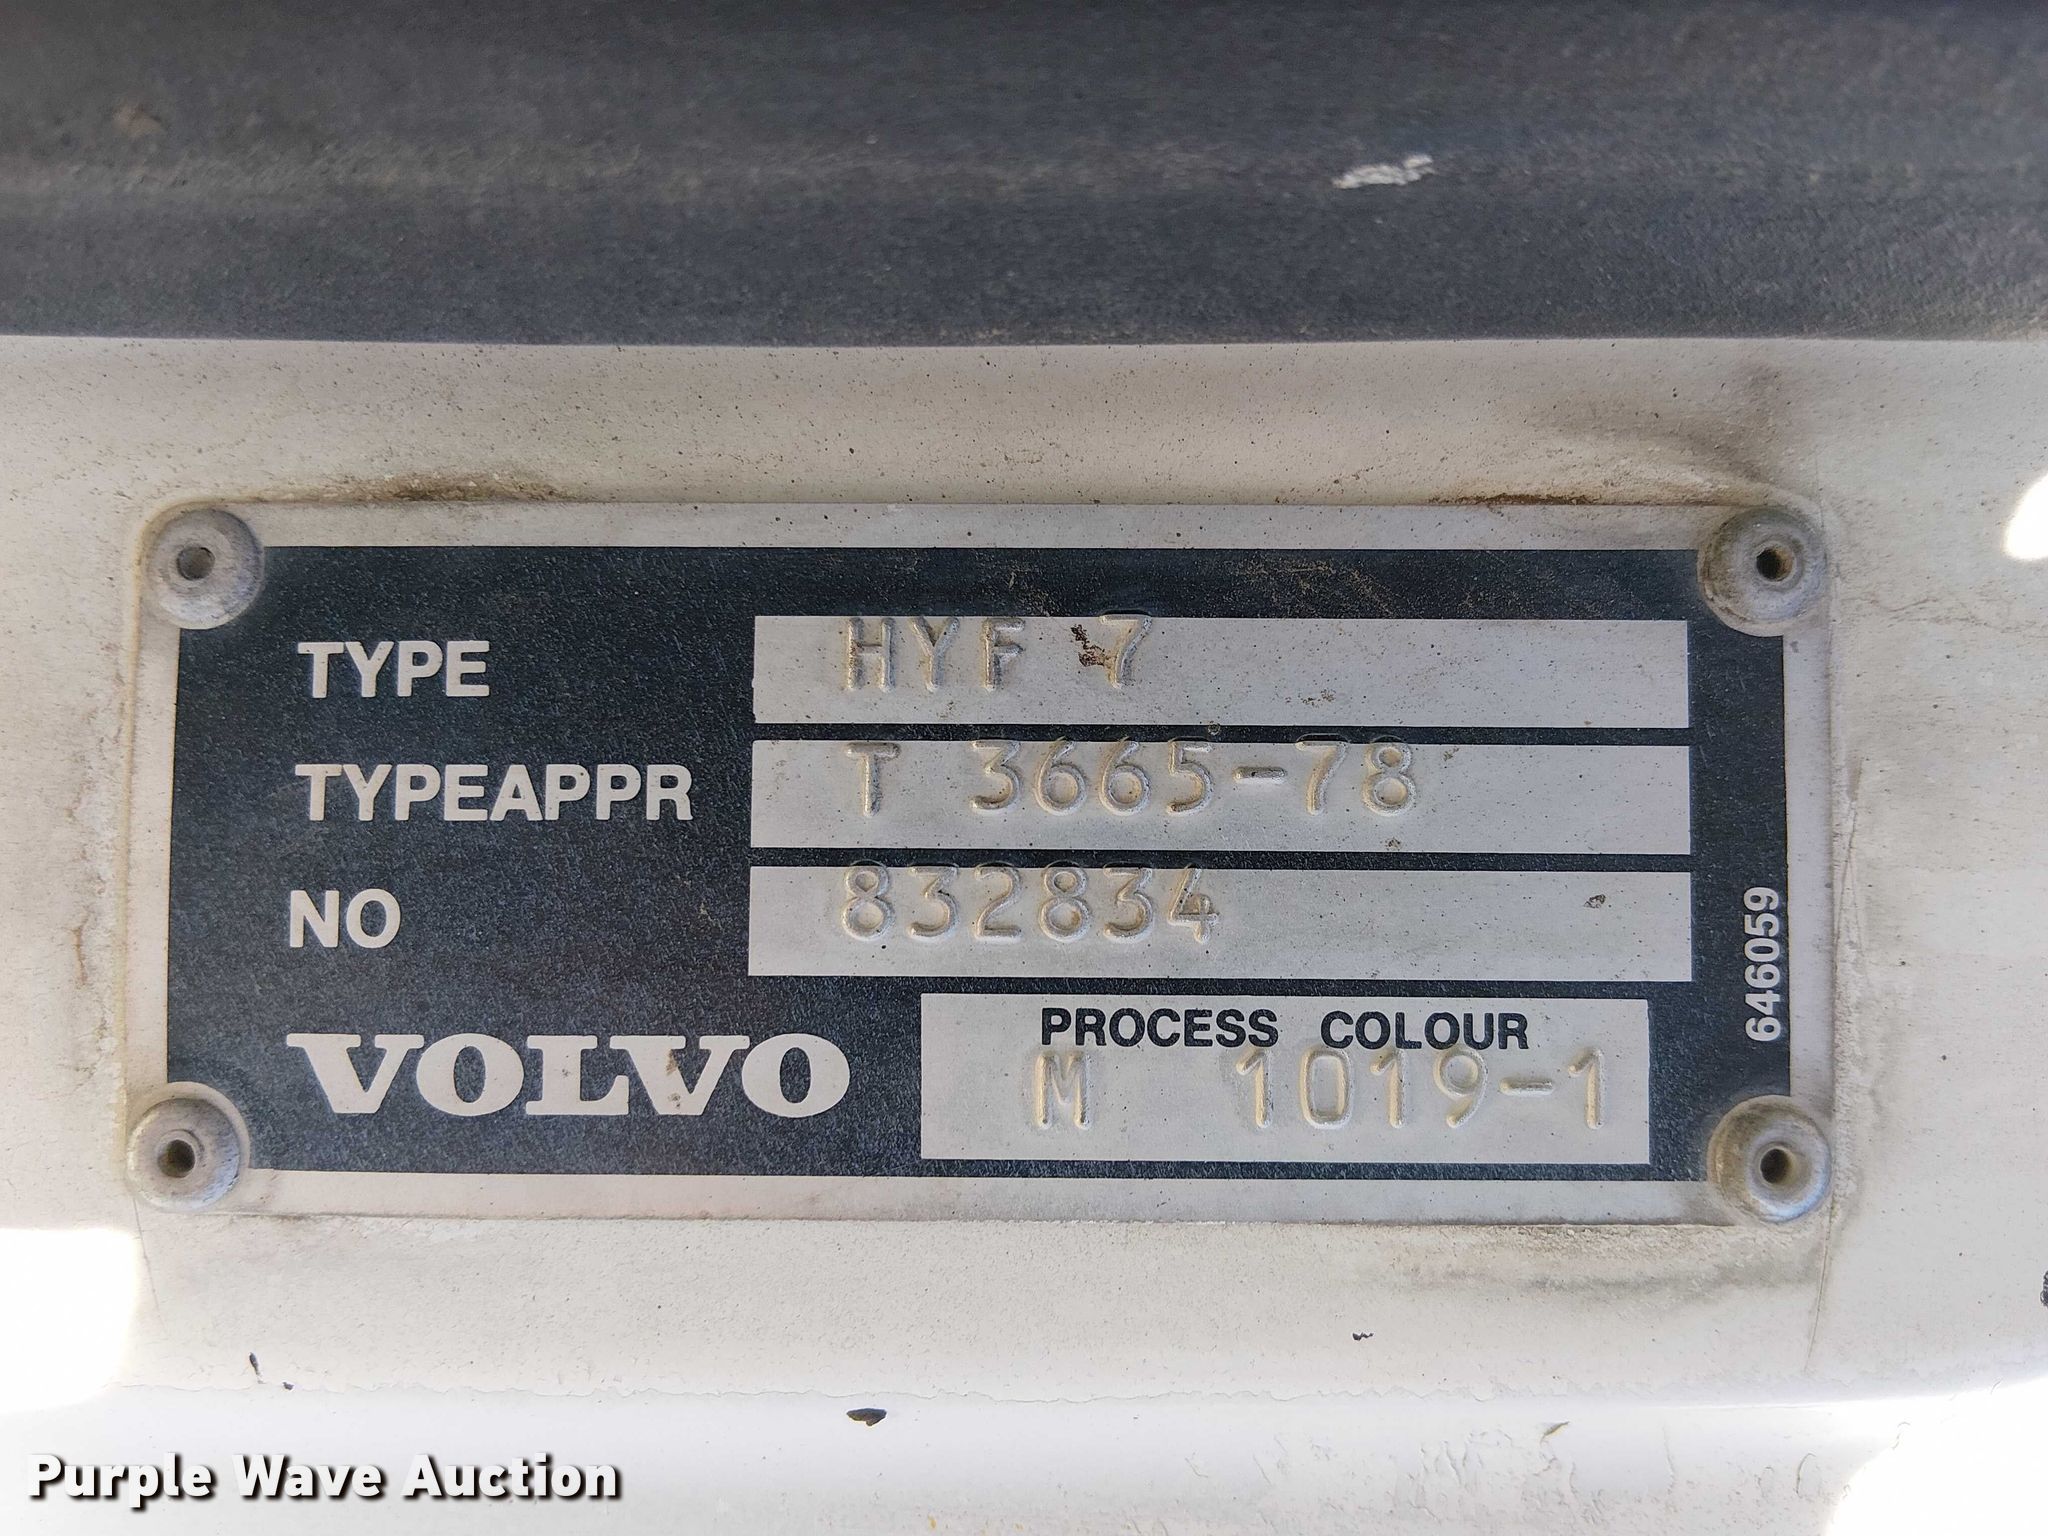 TYPE HYF 7
TYPEAPPR T 3665-78
NO 832834
646059
VOLVO
PROCESS COLOUR
M 1019-1
Purple Wave Auction